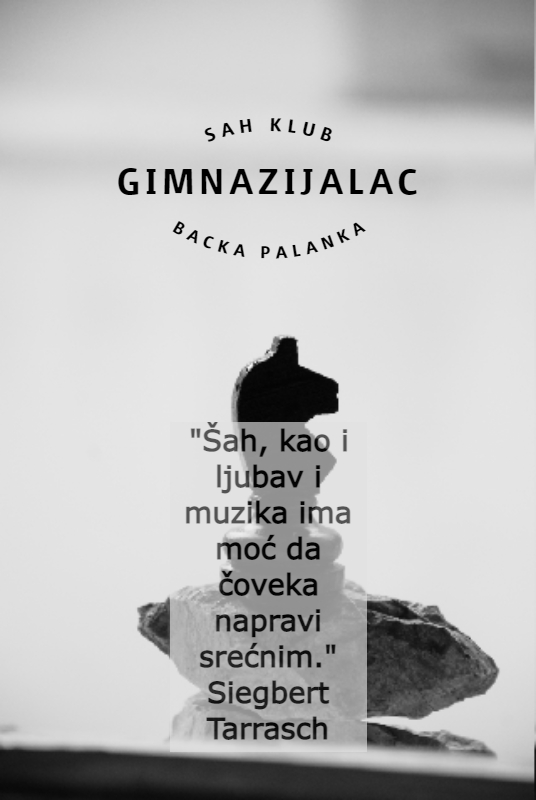 SAH KLUB
GIMNAZIJALAC
BACKA PALANKA
"Šah, kao i
ljubav i
muzika ima
moć da
čoveka
napravi
srećnim."
Siegbert
Tarrasch